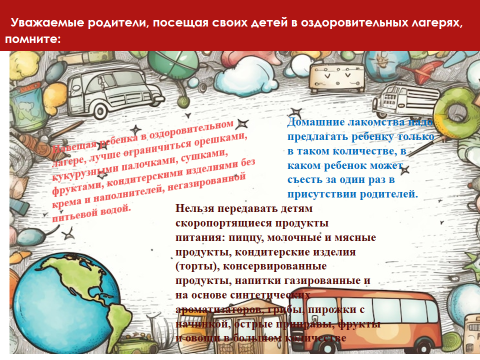 Уважаемые родители, посещая своих детей в оздоровительных лагерях,
помните:
Навещая ребенка в оздоровительном
лагере, лучше ограничиться орешками,
кукурузными палочками, сушками,
фруктами, кондитерскими изделиями без
крема и наполнителей, негазированной
питьевой водой.
Домашние лакомства надо
предлагать ребенку только
в таком количестве, в
каком ребенок может
съесть за один раз в
присутствии родителей.
Нельзя передавать детям
скоропортящиеся продукты
питания: пиццу, молочные и мясные
продукты, кондитерские изделия
(торты), консервированные
продукты, напитки газированные и
на основе синтетических
ароматизаторов, грибы, пирожки с
начинкой, острые приправы, фрукты
и овощи в большом количестве